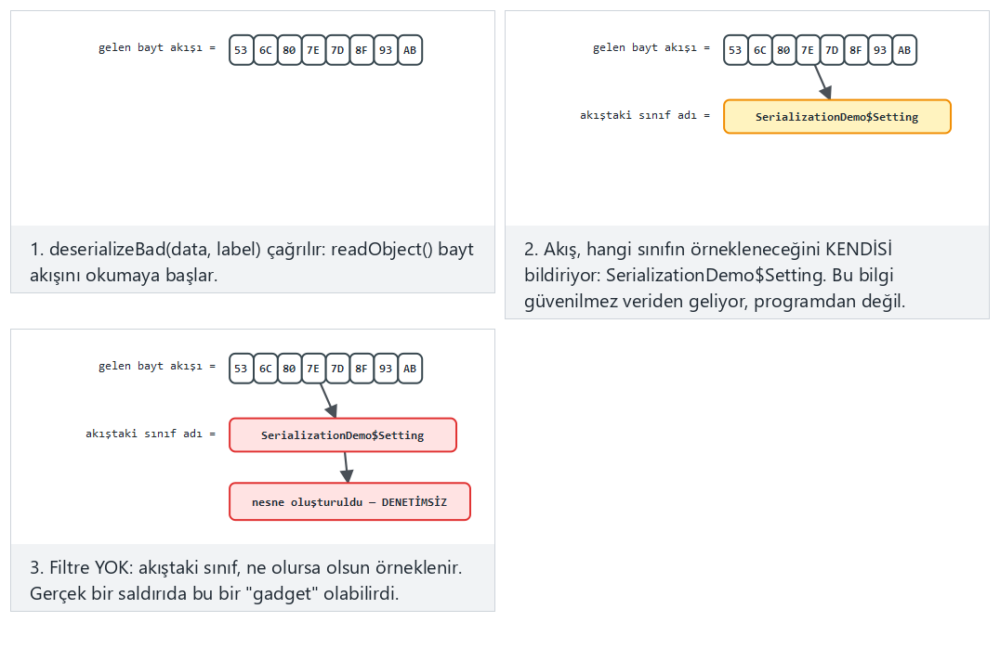 gelen bayt akışı = 53 6C 80 7E 7D 8F 93 AB
1. deserializeBad(data, label) çağrılır: readObject() bayt
akışını okumaya başlar.
gelen bayt akışı = 53 6C 80 7E 7D 8F 93 AB
akıştaki sınıf adı = SerializationDemo$Setting
2. Akış, hangi sınıfın örnekleneceğini KENDİSİ
bildiriyor: SerializationDemo$Setting. Bu bilgi
güvenilmez veriden geliyor, programdan değil.
gelen bayt akışı = 53 6C 80 7E 7D 8F 93 AB
akıştaki sınıf adı = SerializationDemo$Setting
nesne oluşturuldu — DENETİMSİZ
3. Filtre YOK: akıştaki sınıf, ne olursa olsun örneklenir.
Gerçek bir saldırıda bu bir "gadget" olabilirdi.